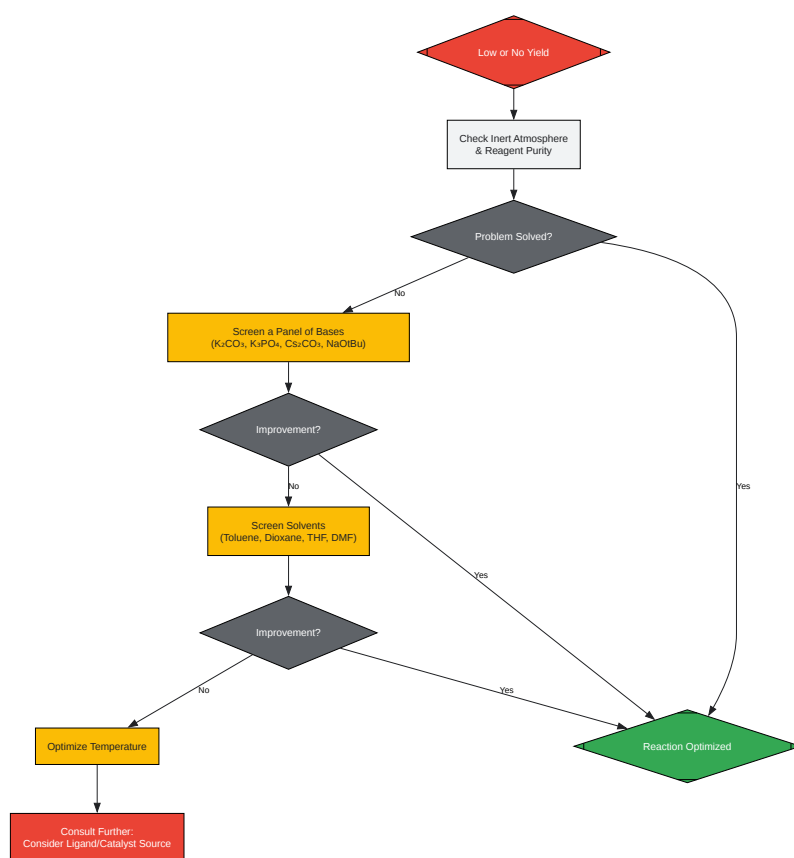 Low or No Yield
Check Inert Atmosphere
& Reagent Purity
Problem Solved?
No
Screen a Panel of Bases
(K₂CO₃, K₃PO₄, Cs₂CO₃, NaOtBu)
Improvement?
No
Yes
Screen Solvents
(Toluene, Dioxane, THF, DMF)
Yes
Improvement?
No
Yes
Optimize Temperature
Reaction Optimized
Consult Further:
Consider Ligand/Catalyst Source